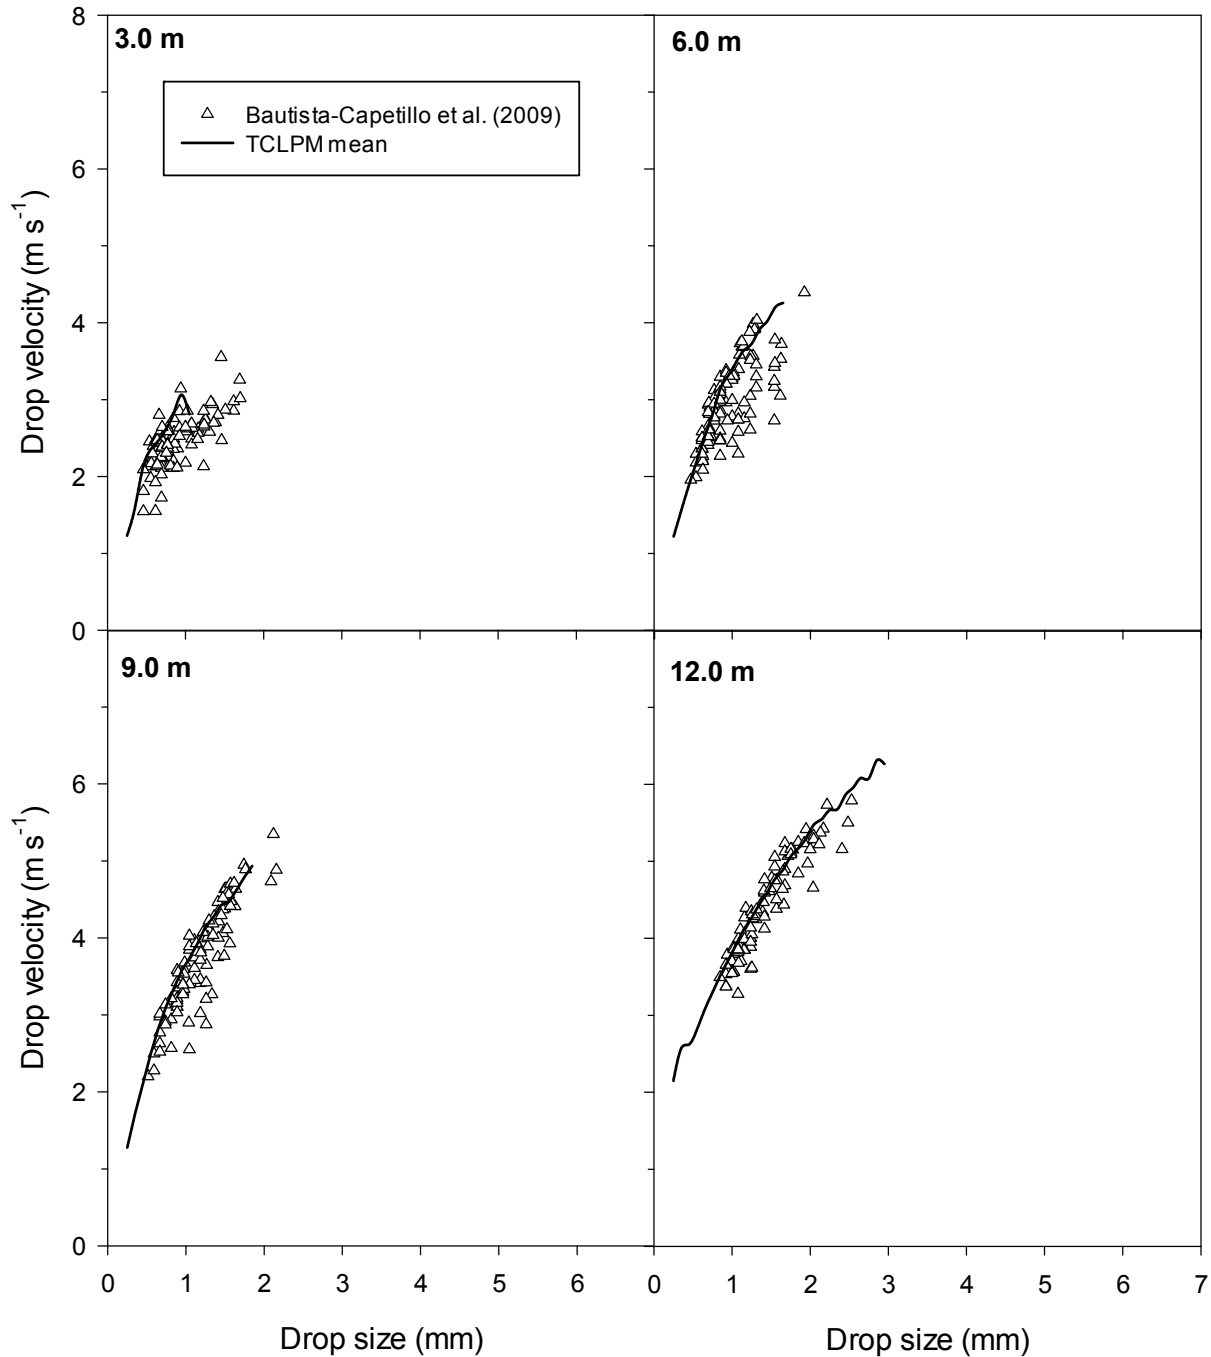 3.0 m
6.0 m
Bautista-Capetillo et al. (2009)
TCLPM mean
8
6
4
2
0
Drop velocity (m s-1)
9.0 m
12.0 m
6
4
2
0
Drop velocity (m s-1)
0 1 2 3 4 5 6 0 1 2 3 4 5 6 7
Drop size (mm) Drop size (mm)